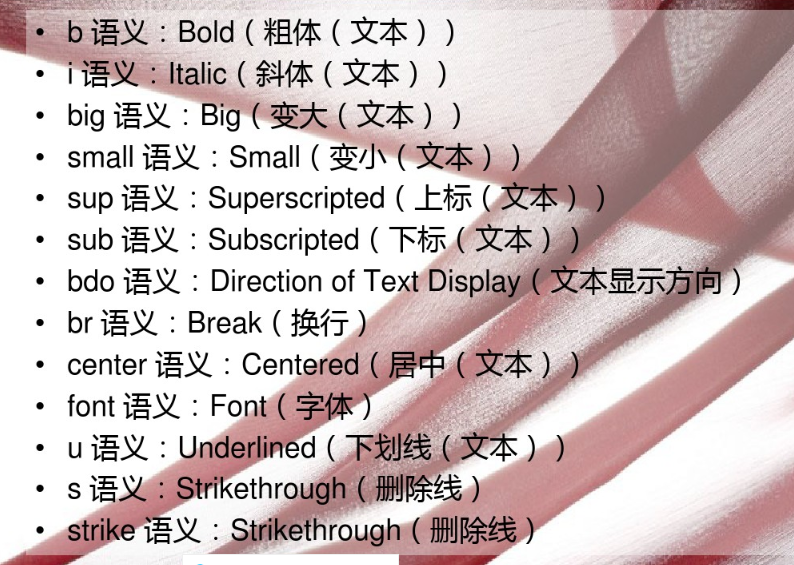 • b 语义：Bold（粗体（文本））
• i 语义：Italic（斜体（文本））
• big 语义：Big（变大（文本））
• small 语义：Small（变小（文本））
• sup 语义：Superscripted（上标（文本））
• sub 语义：Subscripted（下标（文本））
• bdo 语义：Direction of Text Display（文本显示方向）
• br 语义：Break（换行）
• center 语义：Centered（居中（文本））
• font 语义：Font（字体）
• u 语义：Underlined（下划线（文本））
• s 语义：Strikethrough（删除线）
• strike 语义：Strikethrough（删除线）